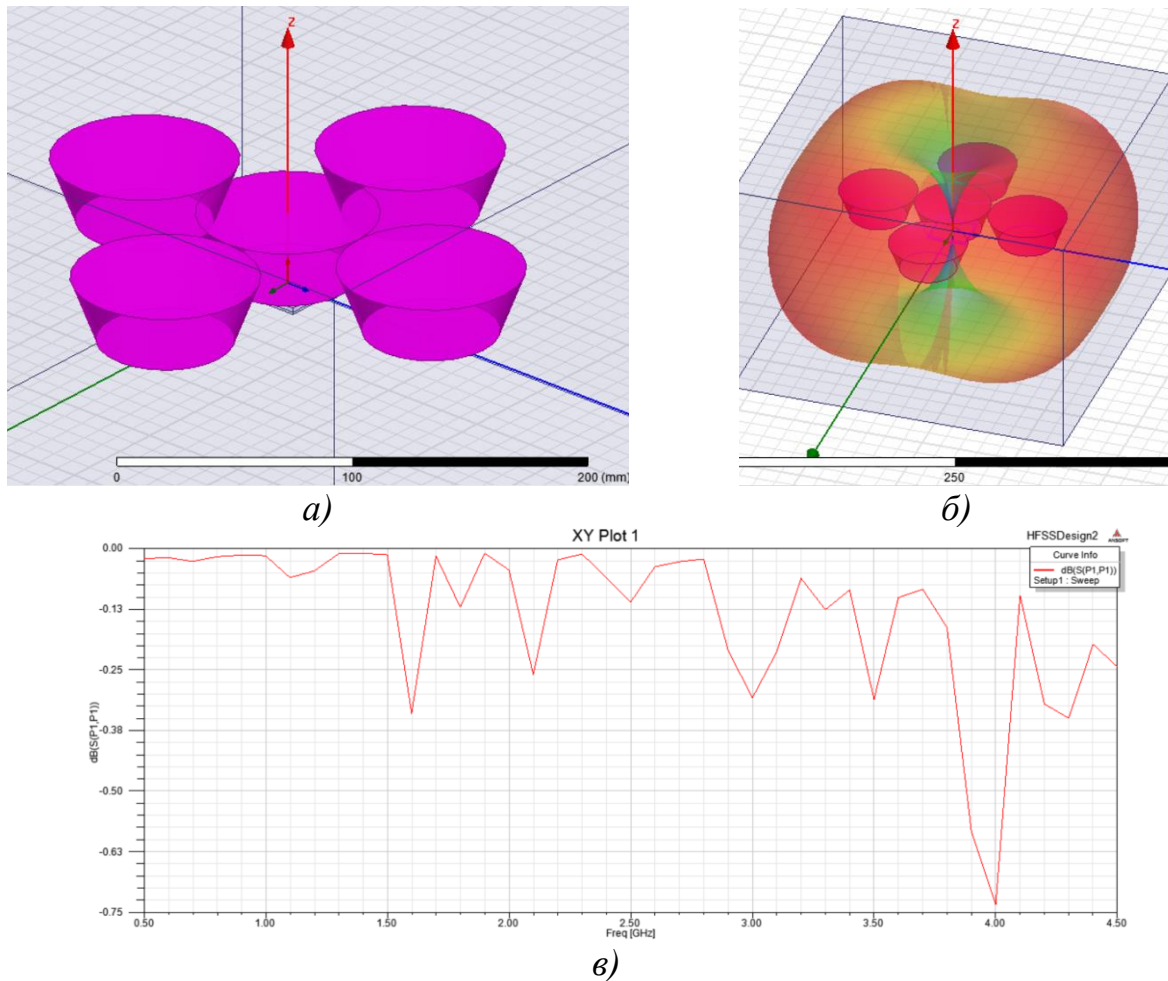 z
0
100
200 (mm)
а)
z
250
б)
XY Plot 1
HFSSDesign2
ANSOFT
Curve Info
dB(S(P1,P1))
Setup1 : Sweep
0.00
-0.13
-0.25
-0.38
-0.50
-0.63
-0.75
dB(S(P1,P1))
0.50
1.00
1.50
2.00
2.50
3.00
3.50
4.00
4.50
Freq [GHz]
в)